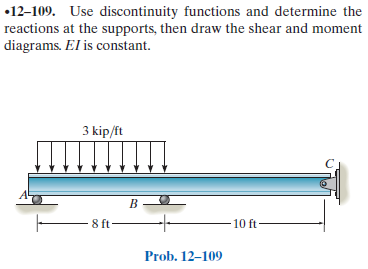 •12–109. Use discontinuity functions and determine the
reactions at the supports, then draw the shear and moment
diagrams. EI is constant.
3 kip/ft
C
A
B
8 ft
10 ft
Prob. 12–109